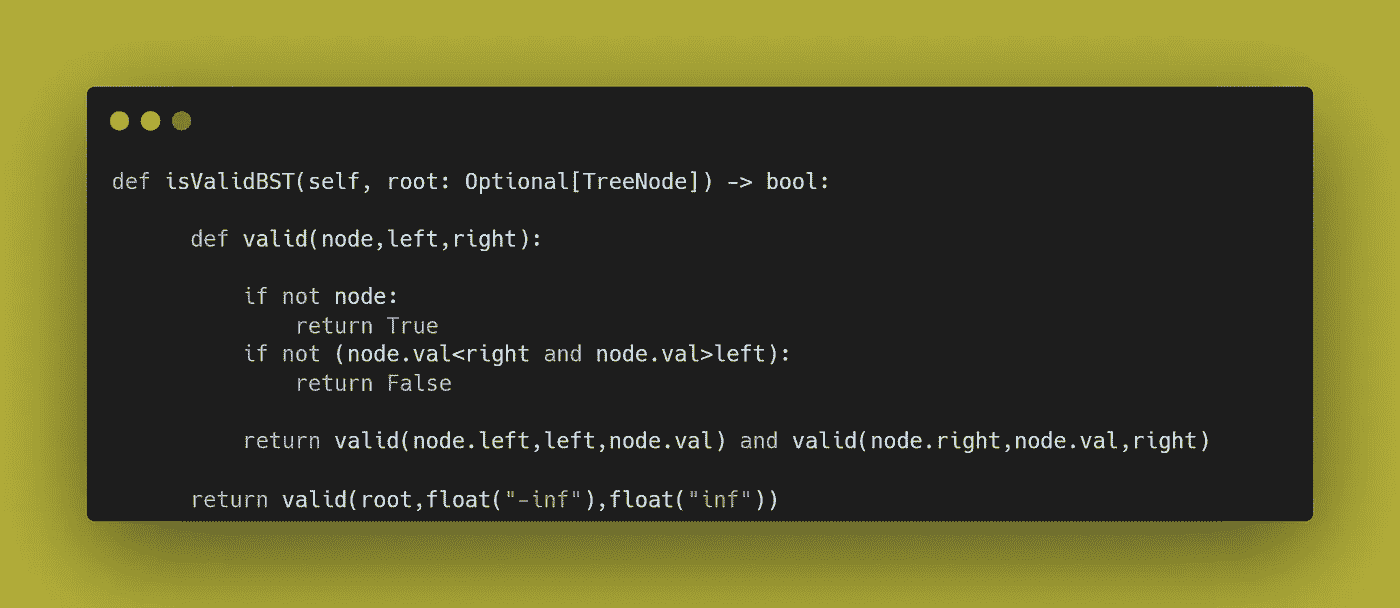 def isValidBST(self, root: Optional[TreeNode]) -> bool:
def valid(node,left,right):
if not node:
return True
if not (node.val<right and node.val>left):
return False
return valid(node.left,left,node.val) and valid(node.right,node.val,right)
return valid(root,float("-inf"),float("inf"))